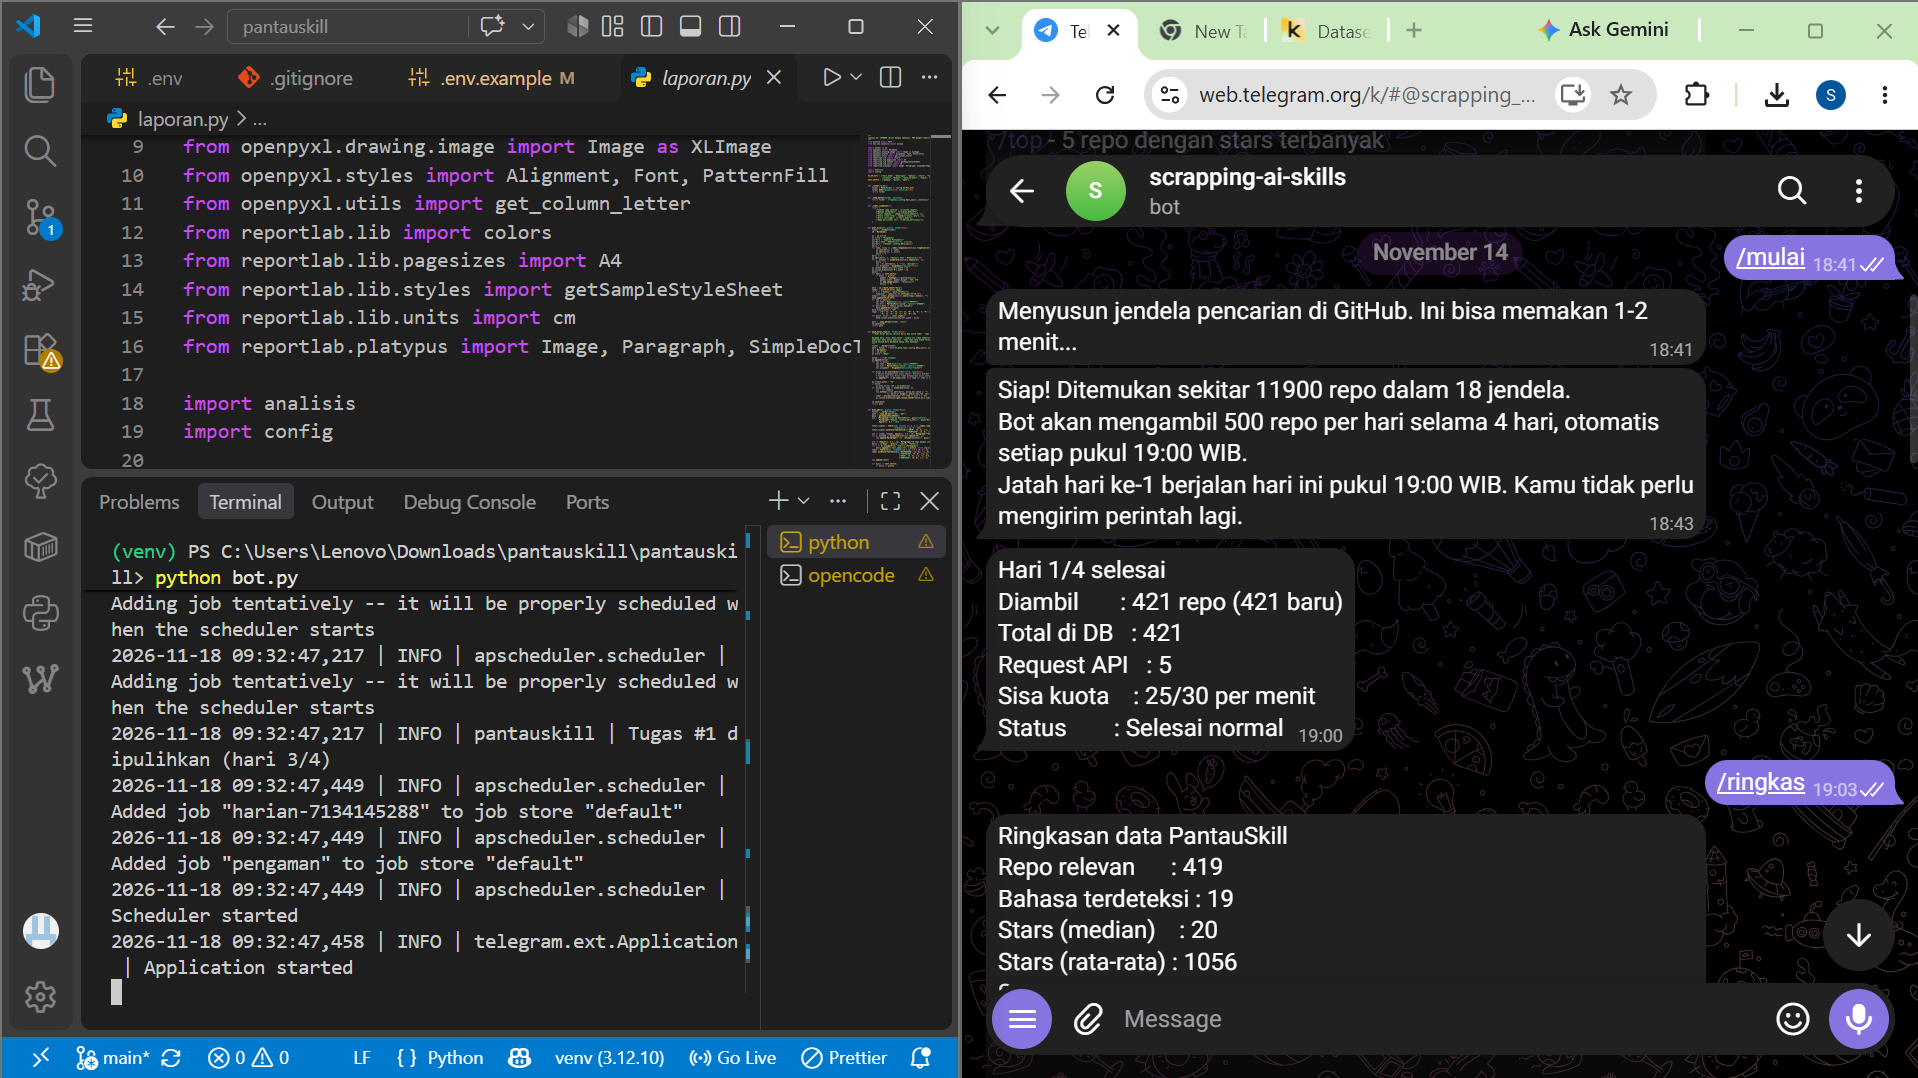 pantauskill
.env
.gitignore
.env.example M
laporan.py
laporan.py > ...
9 from openpyxl.drawing.image import Image as XLImage
10 from openpyxl.styles import Alignment, Font, PatternFill
11 from openpyxl.utils import get_column_letter
12 from reportlab.lib import colors
13 from reportlab.lib.pagesizes import A4
14 from reportlab.lib.styles import getSampleStyleSheet
15 from reportlab.lib.units import cm
16 from reportlab.platypus import Image, Paragraph, SimpleDocT
17
18 import analisis
19 import config
20
Problems
Terminal
Output
Debug Console
Ports
(venv) PS C:\Users\Lenovo\Downloads\pantauskill\pantauski
ll> python bot.py
Adding job tentatively -- it will be properly scheduled w
hen the scheduler starts
2026-11-18 09:32:47,217 | INFO | apscheduler.scheduler |
Adding job tentatively -- it will be properly scheduled w
hen the scheduler starts
2026-11-18 09:32:47,217 | INFO | pantauskill | Tugas #1 d
ipulihkan (hari 3/4)
2026-11-18 09:32:47,449 | INFO | apscheduler.scheduler |
Added job "harian-7134145288" to job store "default"
2026-11-18 09:32:47,449 | INFO | apscheduler.scheduler |
Added job "pengaman" to job store "default"
2026-11-18 09:32:47,449 | INFO | apscheduler.scheduler |
Scheduler started
2026-11-18 09:32:47,458 | INFO | telegram.ext.Application
| Application started
python
opencode
1
main*
0
0
LF
{ } Python
venv (3.12.10)
Go Live
Prettier
Tel
New Ta
k
Datase
Ask Gemini
web.telegram.org/k/#@scrapping_...
S
/top - 5 repo dengan stars terbanyak
S
scrapping-ai-skills
bot
November 14
/mulai 18:41
Menyusun jendela pencarian di GitHub. Ini bisa memakan 1-2
menit...
18:41
Siap! Ditemukan sekitar 11900 repo dalam 18 jendela.
Bot akan mengambil 500 repo per hari selama 4 hari, otomatis
setiap pukul 19:00 WIB.
Jatah hari ke-1 berjalan hari ini pukul 19:00 WIB. Kamu tidak perlu
mengirim perintah lagi.
18:43
Hari 1/4 selesai
Diambil : 421 repo (421 baru)
Total di DB : 421
Request API : 5
Sisa kuota : 25/30 per menit
Status : Selesai normal 19:00
/ringkas 19:03
Ringkasan data PantauSkill
Repo relevan : 419
Bahasa terdeteksi : 19
Stars (median) : 20
Stars (rata-rata) : 1056
Message